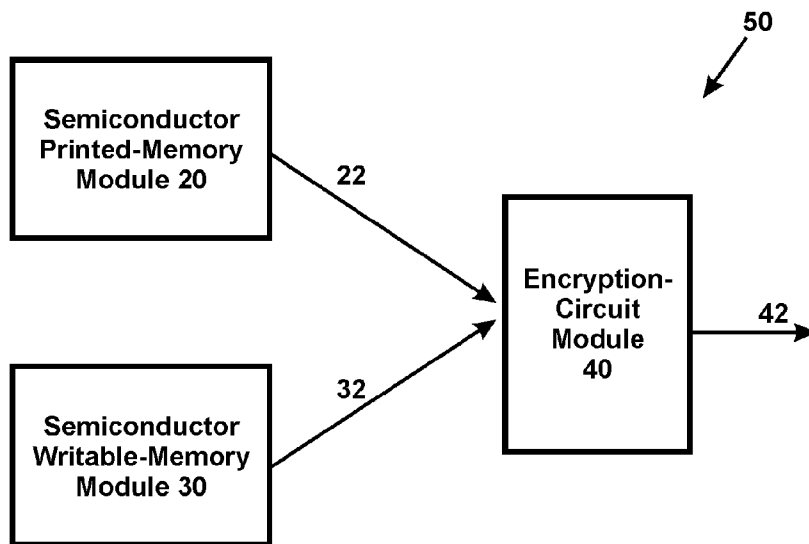 50
Semiconductor
Printed-Memory
Module 20
22
Encryption-
Circuit
Module
40
42
32
Semiconductor
Writable-Memory
Module 30